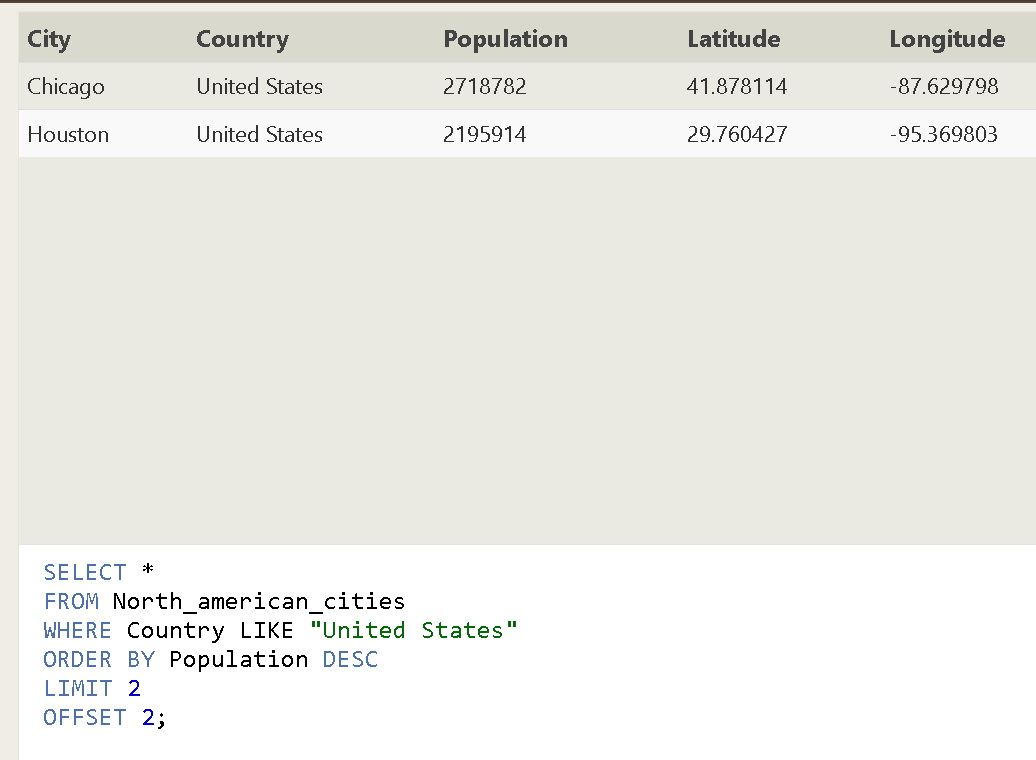 City Country Population Latitude Longitude
Chicago United States 2718782 41.878114 -87.629798
Houston United States 2195914 29.760427 -95.369803
SELECT *
FROM North_american_cities
WHERE Country LIKE "United States"
ORDER BY Population DESC
LIMIT 2
OFFSET 2;